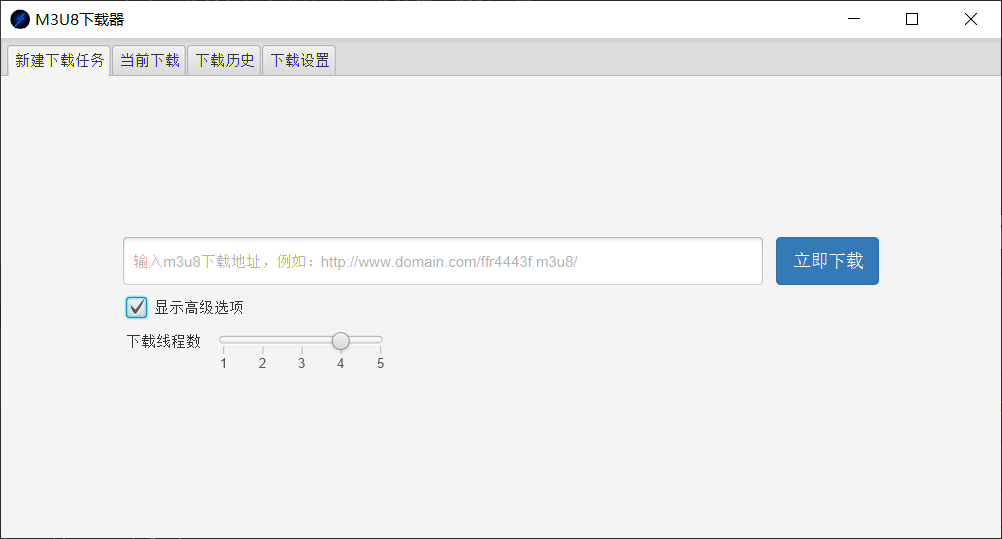 M3U8下载器
新建下载任务 当前下载 下载历史 下载设置
输入m3u8下载地址，例如：http://www.domain.com/ffr4443f.m3u8/ 立即下载
显示高级选项
下载线程数
1 2 3 4 5